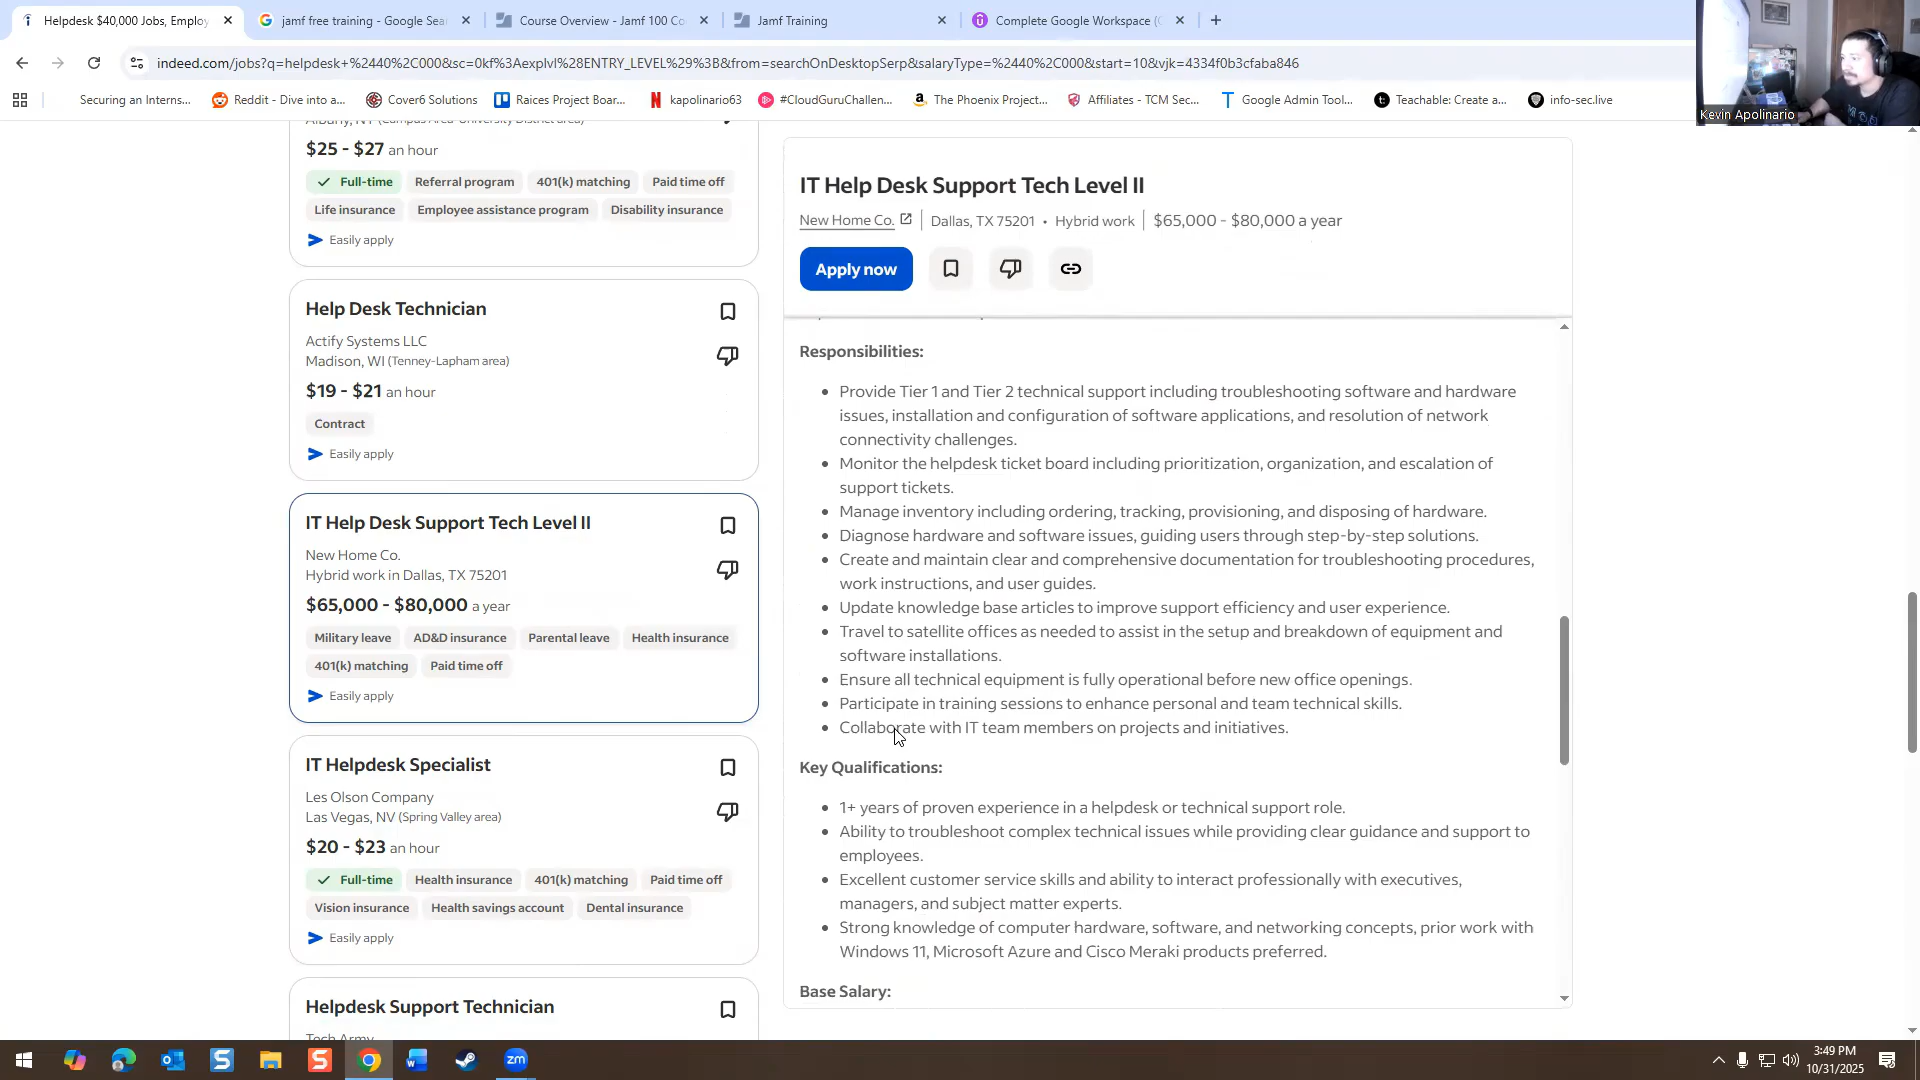 Helpdesk $40,000 Jobs, Employ
jamf free training - Google Sea
Course Overview - Jamf 100 Co
Jamf Training
Complete Google Workspace (G
indeed.com/jobs?q=helpdesk+%2440%2C000&sc=0kf%3Aexplvl%28ENTRY_LEVEL%29%3B&from=searchOnDesktopSerp&salaryType=%2440%2C000&start=10&vjk=4334f0b3cfaba846
Securing an Interns...
Reddit - Dive into a...
Cover6 Solutions
Raices Project Boar...
kapolinario63
#CloudGuruChallen...
The Phoenix Project...
Affiliates - TCM Sec...
Google Admin Tool...
Teachable: Create a...
info-sec.live
Kevin Apolinario
Albany, NY (Campus Area-University District area)
$25 - $27 an hour
Full-time
Referral program
401(k) matching
Paid time off
Life insurance
Employee assistance program
Disability insurance
Easily apply
Help Desk Technician
Actify Systems LLC
Madison, WI (Tenney-Lapham area)
$19 - $21 an hour
Contract
Easily apply
IT Help Desk Support Tech Level II
New Home Co.
Hybrid work in Dallas, TX 75201
$65,000 - $80,000 a year
Military leave
AD&D insurance
Parental leave
Health insurance
401(k) matching
Paid time off
Easily apply
IT Helpdesk Specialist
Les Olson Company
Las Vegas, NV (Spring Valley area)
$20 - $23 an hour
Full-time
Health insurance
401(k) matching
Paid time off
Vision insurance
Health savings account
Dental insurance
Easily apply
Helpdesk Support Technician
Tech Army
IT Help Desk Support Tech Level II
New Home Co.
Dallas, TX 75201 • Hybrid work
$65,000 - $80,000 a year
Apply now
Responsibilities:
• Provide Tier 1 and Tier 2 technical support including troubleshooting software and hardware
issues, installation and configuration of software applications, and resolution of network
connectivity challenges.
• Monitor the helpdesk ticket board including prioritization, organization, and escalation of
support tickets.
• Manage inventory including ordering, tracking, provisioning, and disposing of hardware.
• Diagnose hardware and software issues, guiding users through step-by-step solutions.
• Create and maintain clear and comprehensive documentation for troubleshooting procedures,
work instructions, and user guides.
• Update knowledge base articles to improve support efficiency and user experience.
• Travel to satellite offices as needed to assist in the setup and breakdown of equipment and
software installations.
• Ensure all technical equipment is fully operational before new office openings.
• Participate in training sessions to enhance personal and team technical skills.
• Collaborate with IT team members on projects and initiatives.
Key Qualifications:
• 1+ years of proven experience in a helpdesk or technical support role.
• Ability to troubleshoot complex technical issues while providing clear guidance and support to
employees.
• Excellent customer service skills and ability to interact professionally with executives,
managers, and subject matter experts.
• Strong knowledge of computer hardware, software, and networking concepts, prior work with
Windows 11, Microsoft Azure and Cisco Meraki products preferred.
Base Salary:
3:49 PM
10/31/2025